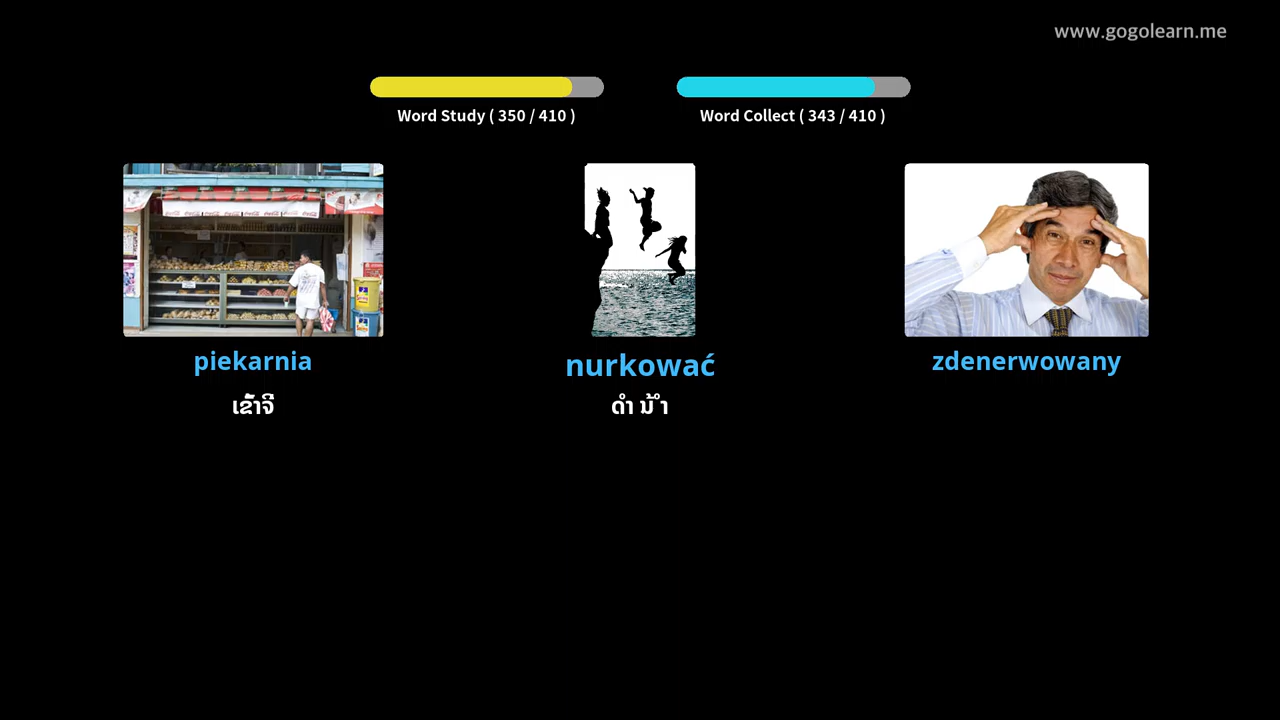 www.gogolearn.me
Word Study ( 350 / 410 )
Word Collect ( 343 / 410 )
piekarnia
nurkować
zdenerwowany
ເຂົ້າຈີ
ດຳ ນ້ ຳ